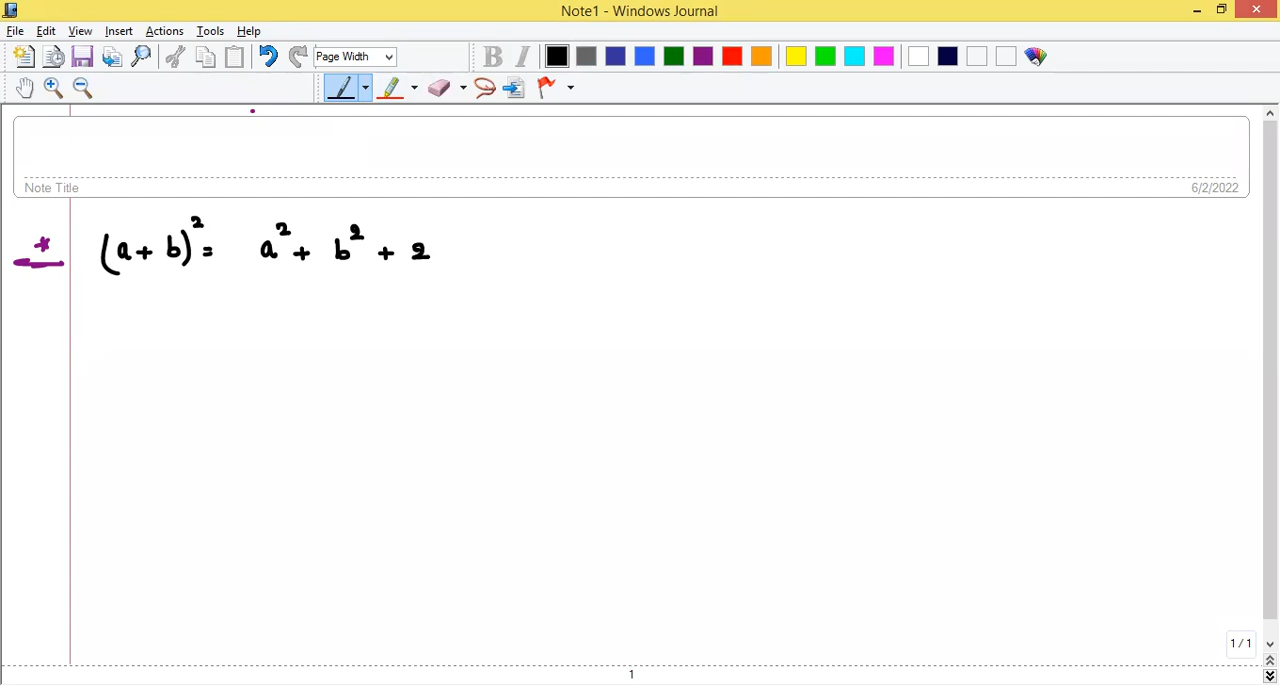 Note1 - Windows Journal
File Edit View Insert Actions Tools Help
Page Width B I
Note Title 6/2/2022
* (a + b)² = a² + b² + 2
1 / 1
1